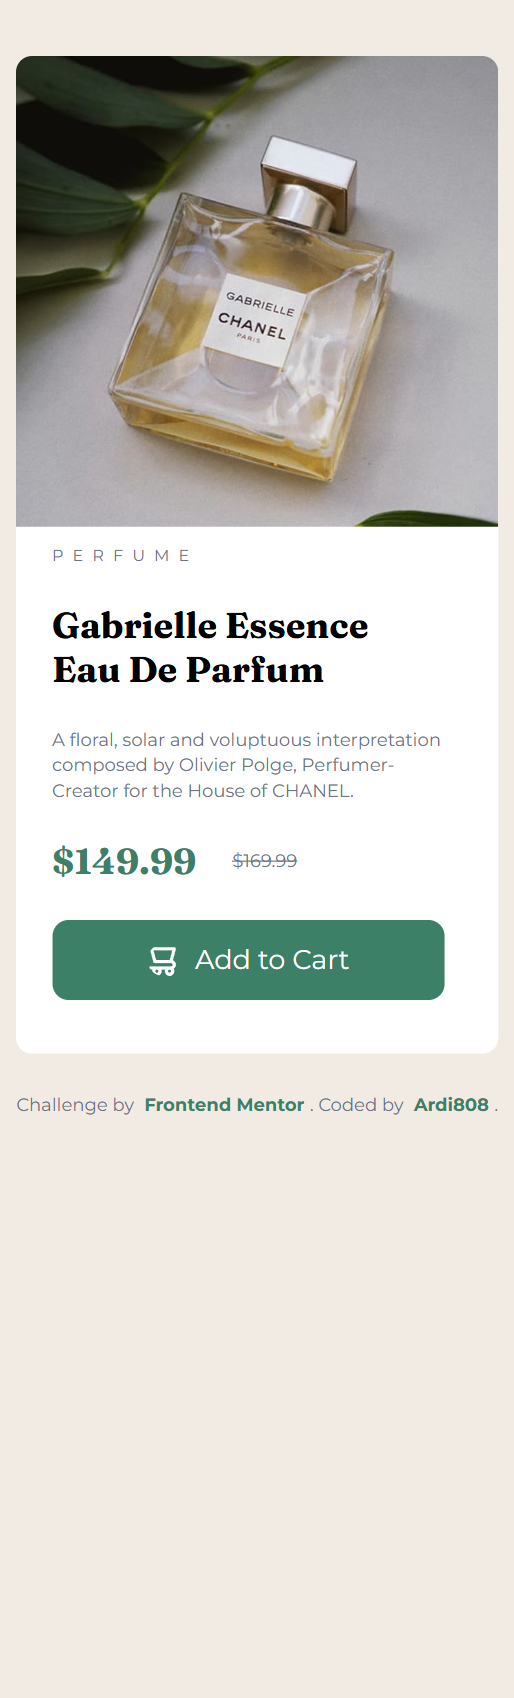 GABRIELLE
CHANEL
PARIS
PERFUME
Gabrielle Essence
Eau De Parfum
A floral, solar and voluptuous interpretation
composed by Olivier Polge, Perfumer-
Creator for the House of CHANEL.
$149.99 $169.99
Add to Cart
Challenge by Frontend Mentor . Coded by Ardi808 .